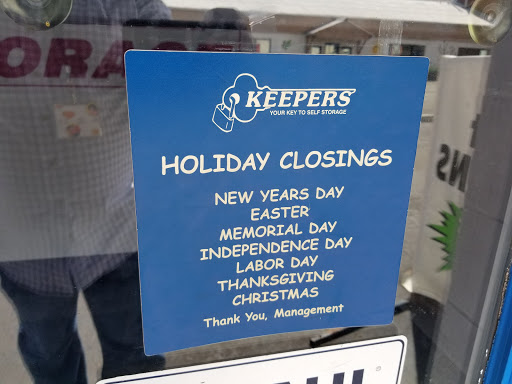 ORAGE
KEEPERS
YOUR KEY TO SELF STORAGE
HOLIDAY CLOSINGS
NEW YEARS DAY
EASTER
MEMORIAL DAY
INDEPENDENCE DAY
LABOR DAY
THANKSGIVING
CHRISTMAS
Thank You, Management